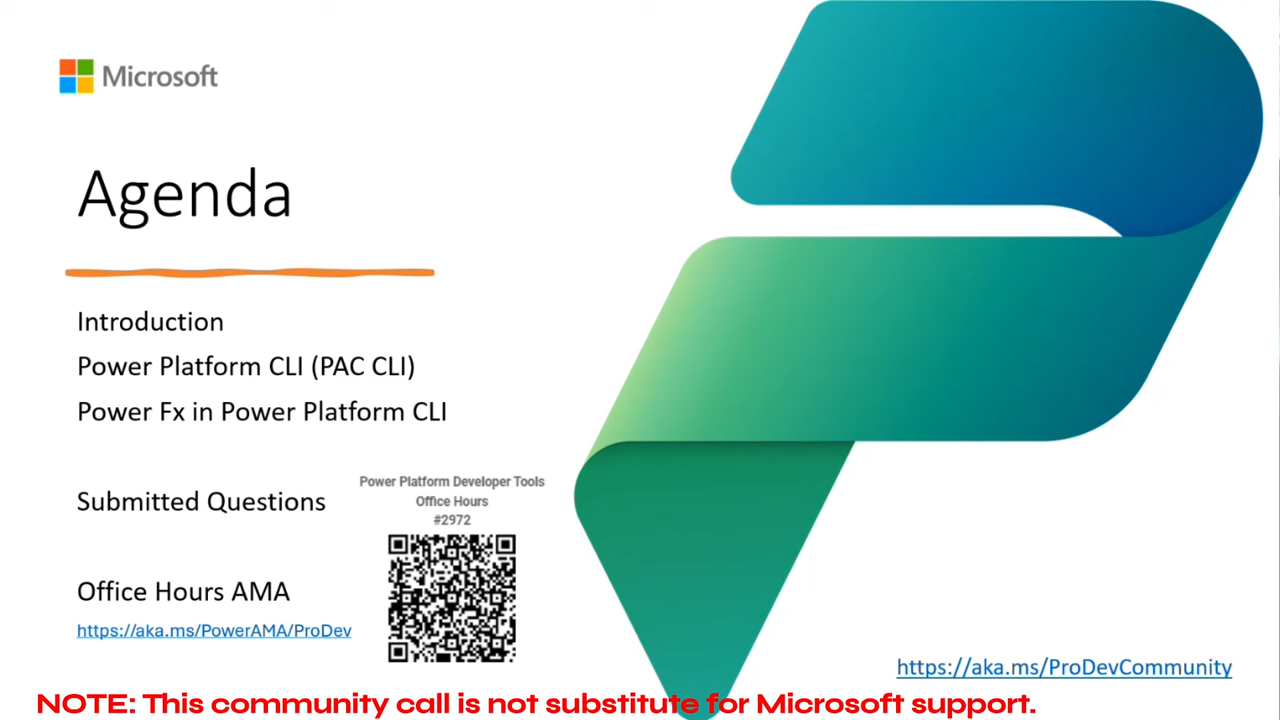 Microsoft
Agenda
Introduction
Power Platform CLI (PAC CLI)
Power Fx in Power Platform CLI
Submitted Questions
Power Platform Developer Tools
Office Hours
#2972
Office Hours AMA
https://aka.ms/PowerAMA/ProDev
https://aka.ms/ProDevCommunity
NOTE: This community call is not substitute for Microsoft support.